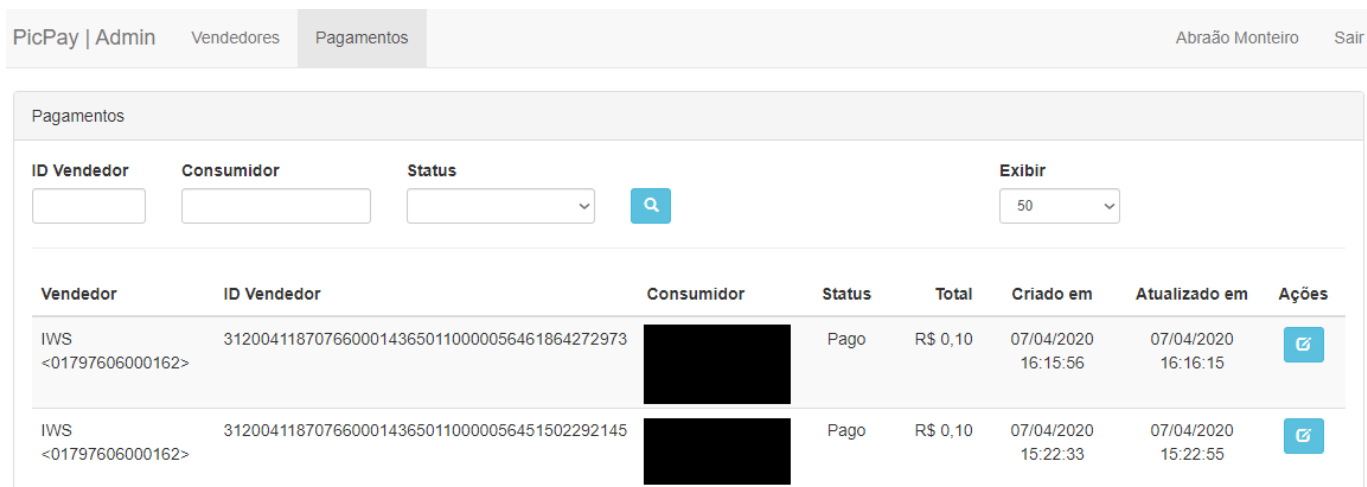 PicPay | Admin Vendedores Pagamentos Abraão Monteiro Sair
Pagamentos
ID Vendedor Consumidor Status Exibir
50
Vendedor ID Vendedor Consumidor Status Total Criado em Atualizado em Ações
IWS 31200411870766000143650110000056461864272973 Pago R$ 0,10 07/04/2020 07/04/2020
<01797606000162> 16:15:56 16:16:15
IWS 31200411870766000143650110000056451502292145 Pago R$ 0,10 07/04/2020 07/04/2020
<01797606000162> 15:22:33 15:22:55